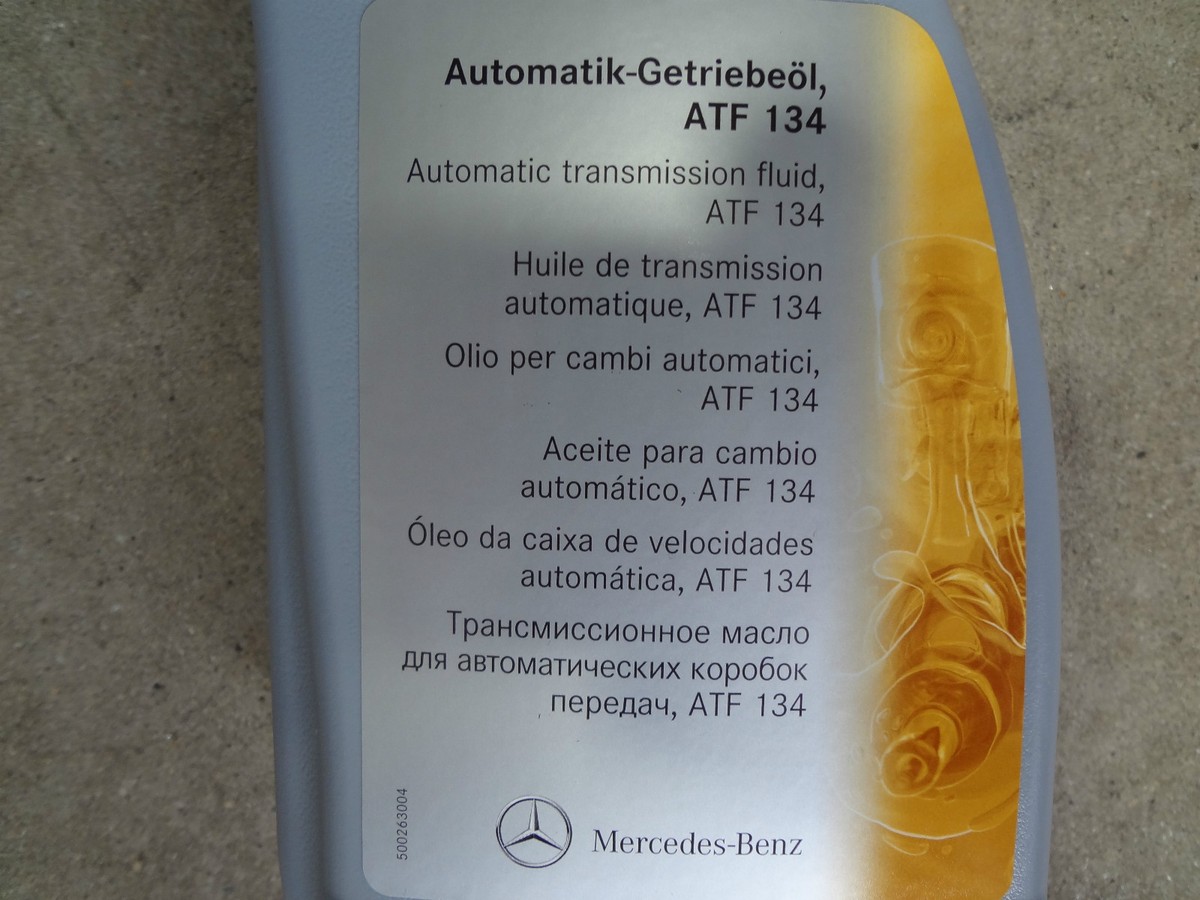 Automatik-Getriebeöl,
ATF 134
Automatic transmission fluid,
ATF 134
Huile de transmission
automatique, ATF 134
Olio per cambi automatici,
ATF 134
Aceite para cambio
automático, ATF 134
Óleo da caixa de velocidades
automática, ATF 134
Трансмиссионное масло
для автоматических коробок
передач, ATF 134
500263004
Mercedes-Benz